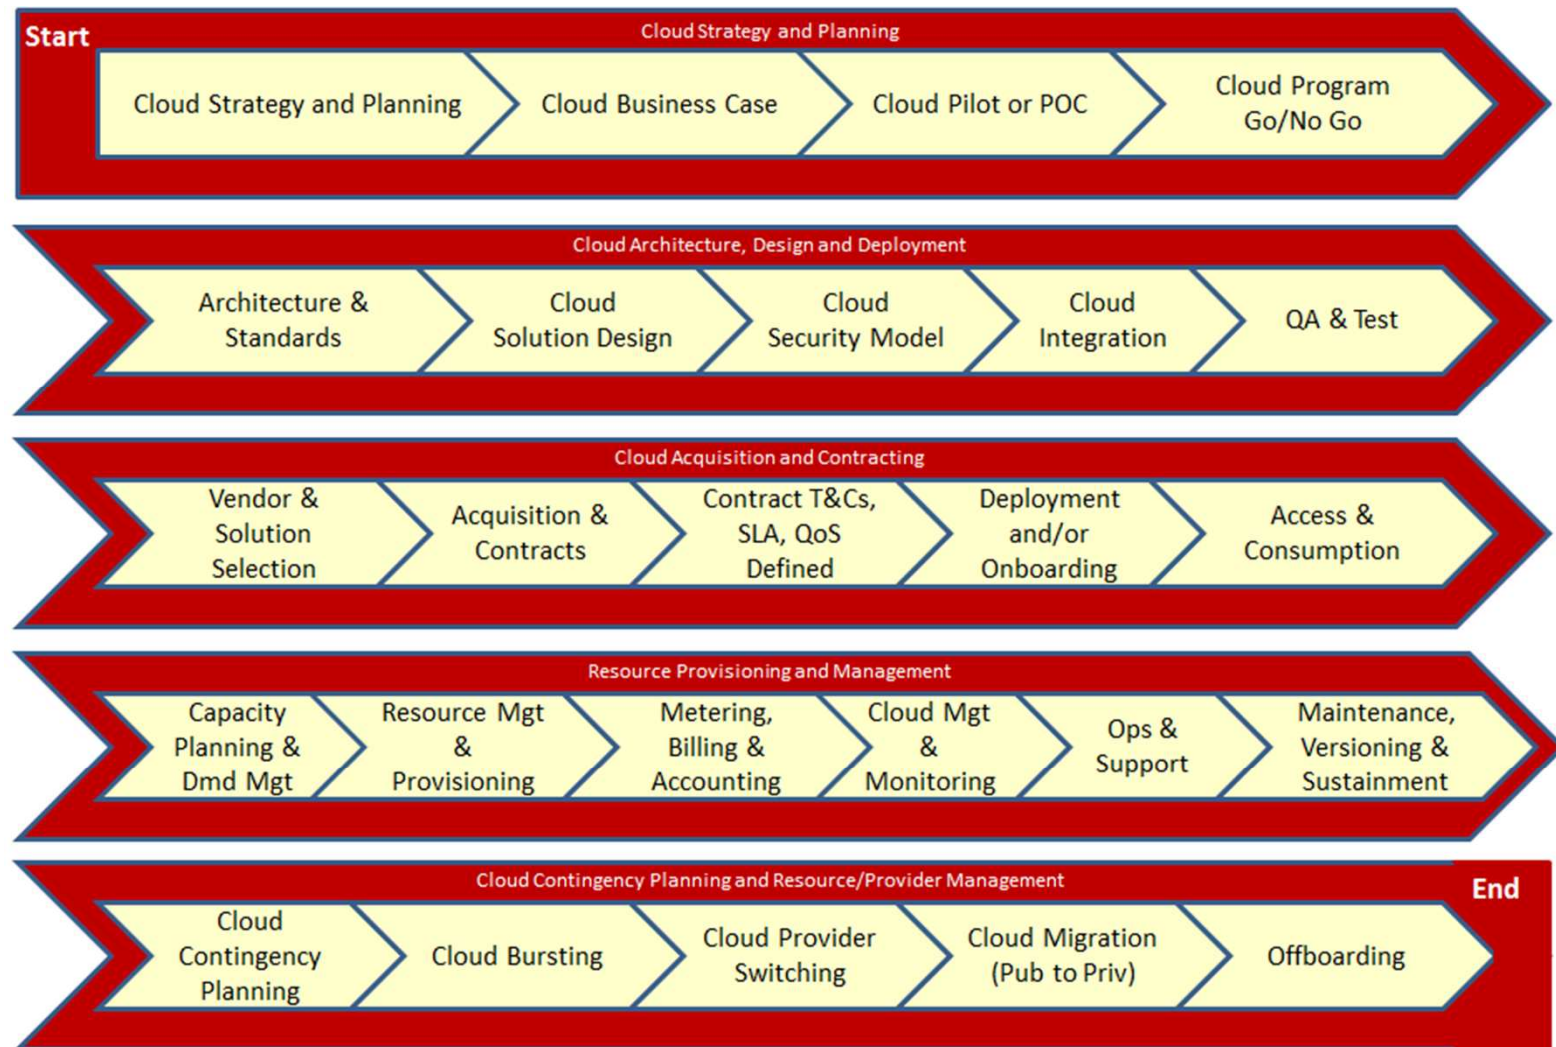 Start
Cloud Strategy and Planning
Cloud Strategy and Planning
Cloud Business Case
Cloud Pilot or POC
Cloud Program
Go/No Go
Cloud Architecture, Design and Deployment
Architecture &
Standards
Cloud
Solution Design
Cloud
Security Model
Cloud
Integration
QA & Test
Cloud Acquisition and Contracting
Vendor &
Solution
Selection
Acquisition &
Contracts
Contract T&Cs,
SLA, QoS
Defined
Deployment
and/or
Onboarding
Access &
Consumption
Resource Provisioning and Management
Capacity
Planning &
Dmd Mgt
Resource Mgt
&
Provisioning
Metering,
Billing &
Accounting
Cloud Mgt
&
Monitoring
Ops &
Support
Maintenance,
Versioning &
Sustainment
Cloud Contingency Planning and Resource/Provider Management
End
Cloud
Contingency
Planning
Cloud Bursting
Cloud Provider
Switching
Cloud Migration
(Pub to Priv)
Offboarding